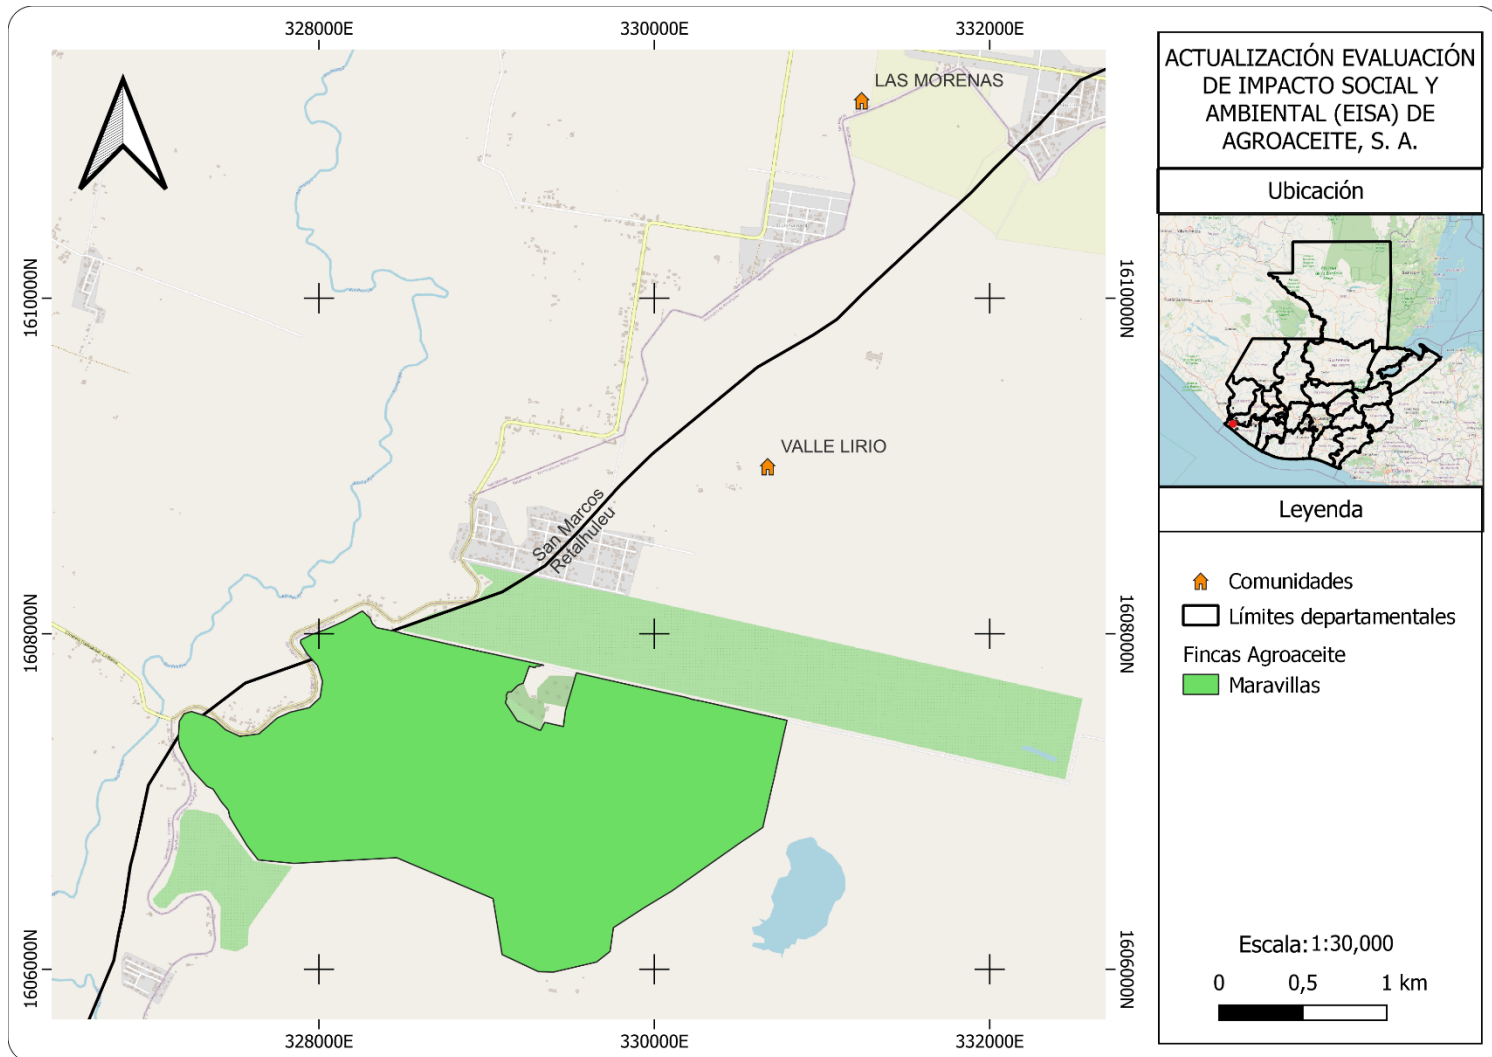 328000E
330000E
332000E
LAS MORENAS
1610000N
1610000N
VALLE LIRIO
San Marcos
Retalhuleu
1608000N
1608000N
1606000N
1606000N
328000E
330000E
332000E
ACTUALIZACIÓN EVALUACIÓN
DE IMPACTO SOCIAL Y
AMBIENTAL (EISA) DE
AGROACEITE, S. A.
Ubicación
Leyenda
Comunidades
Límites departamentales
Fincas Agroaceite
Maravillas
Escala: 1:30,000
0 0,5 1 km